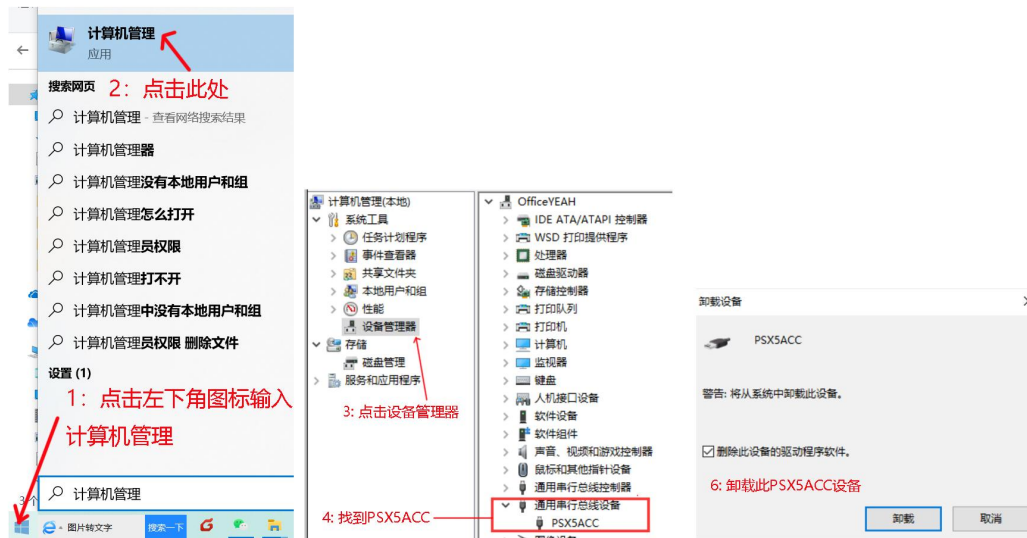 计算机管理
应用
搜索网页
2：点击此处
计算机管理 - 查看网络搜索结果
计算机管理器
计算机管理没有本地用户和组
计算机管理怎么打开
计算机管理员权限
计算机管理打不开
计算机管理中没有本地用户和组
计算机管理员权限 删除文件
设置 (1)
1：点击左下角图标输入
计算机管理
计算机管理
3 个
图片转文字
搜索一下
计算机管理(本地)
系统工具
任务计划程序
事件查看器
共享文件夹
本地用户和组
性能
设备管理器
存储
磁盘管理
服务和应用程序
3: 点击设备管理器
4: 找到PSX5ACC
OfficeYEAH
IDE ATA/ATAPI 控制器
WSD 打印提供程序
处理器
磁盘驱动器
存储控制器
打印队列
打印机
计算机
监视器
键盘
人机接口设备
软件设备
软件组件
声音、视频和游戏控制器
鼠标和其他指针设备
通用串行总线控制器
通用串行总线设备
PSX5ACC
卸载设备
PSX5ACC
警告: 将从系统中卸载此设备。
删除此设备的驱动程序软件。
6: 卸载此PSX5ACC设备
卸载
取消